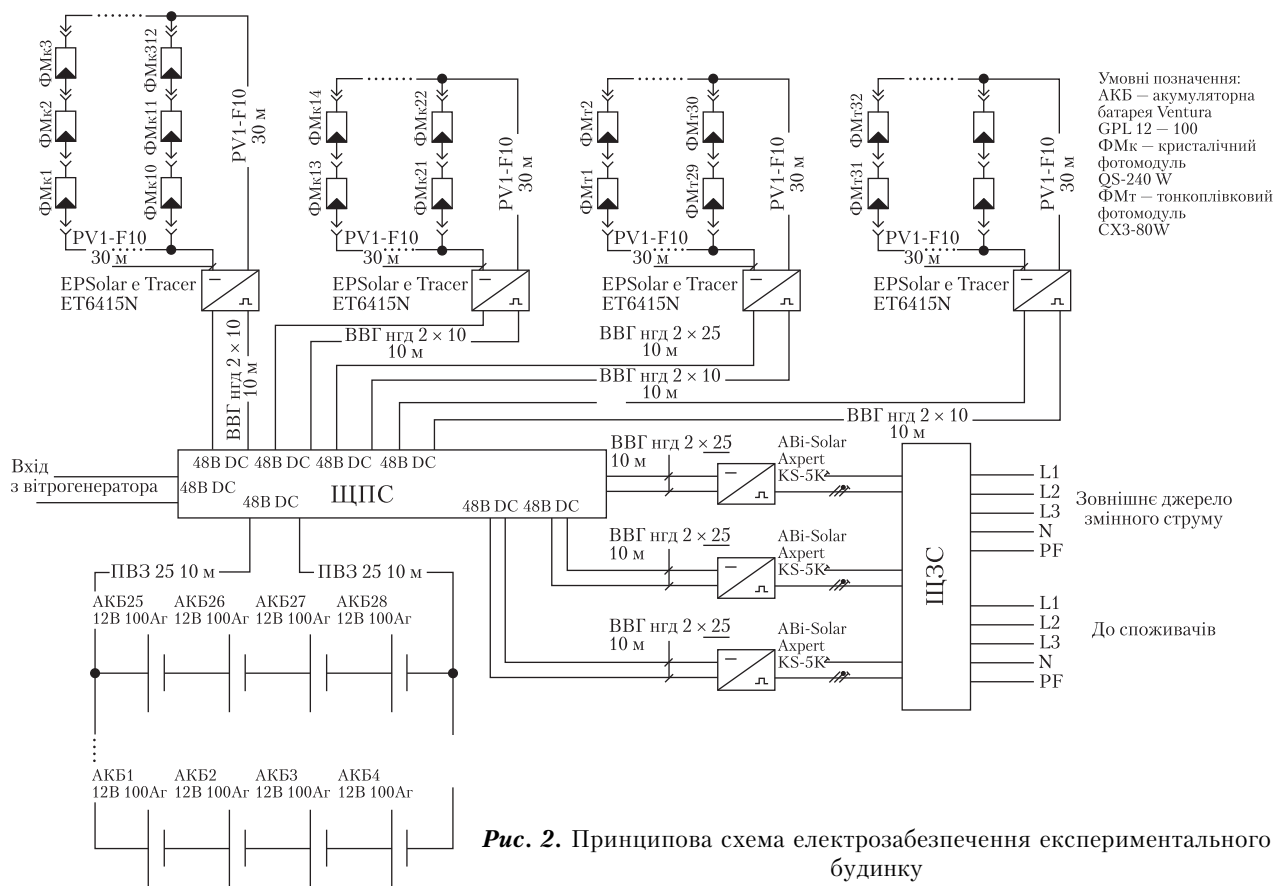 ФМк3
ФМк2
ФМк1
ФМк312
ФМк11
ФМк10
PV1-F10
30 м
PV1-F10
30 м
EPSolar e Tracer
ET6415N
ФМк14
ФМк13
ФМк22
ФМк21
PV1-F10
30 м
PV1-F10
30 м
EPSolar e Tracer
ET6415N
ФМт2
ФМт1
ФМт30
ФМт29
PV1-F10
30 м
PV1-F10
30 м
EPSolar e Tracer
ET6415N
ФМт32
ФМт31
PV1-F10
30 м
PV1-F10
30 м
EPSolar e Tracer
ET6415N
Умовні позначення:
АКБ — акумуляторна
батарея Ventura
GPL 12 — 100
ФМк — кристалічний
фотомодуль
QS-240 W
ФМт — тонкоплівковий
фотомодуль
CX3-80W
ВВГ нгд 2 × 10
10 м
ВВГ нгд 2 × 10
10 м
ВВГ нгд 2 × 25
10 м
ВВГ нгд 2 × 10
10 м
ВВГ нгд 2 × 10
10 м
Вхід
з вітрогенератора
48В DC 48В DC 48В DC 48В DC
48В DC
48В DC
ЩПС
48В DC 48В DC
ВВГ нгд 2 × 25
10 м
ABi-Solar
Axpert
KS-5K
ВВГ нгд 2 × 25
10 м
ABi-Solar
Axpert
KS-5K
ВВГ нгд 2 × 25
10 м
ABi-Solar
Axpert
KS-5K
ЩЗС
L1
L2
L3
N
PF
Зовнішнє джерело
змінного струму
L1
L2
L3
N
PF
До споживачів
ПВЗ 25 10 м
ПВЗ 25 10 м
АКБ25 АКБ26 АКБ27 АКБ28
12В 100Аг 12В 100Аг 12В 100Аг 12В 100Аг
АКБ1 АКБ2 АКБ3 АКБ4
12В 100Аг 12В 100Аг 12В 100Аг 12В 100Аг
Рис. 2. Принципова схема електрозабезпечення експериментального
будинку